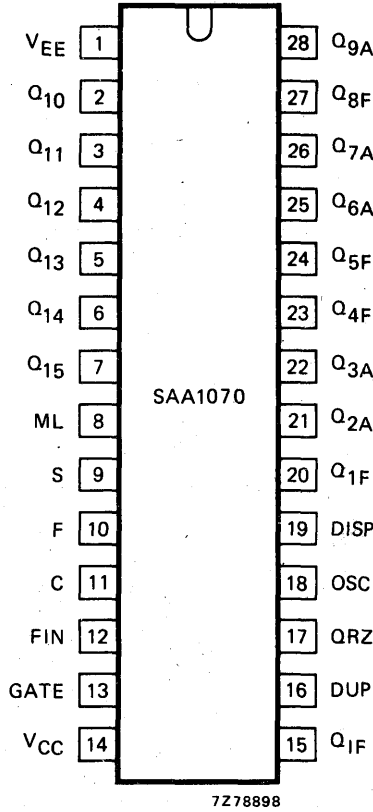 VEE 1 28 Q9A
Q10 2 27 Q8F
Q11 3 26 Q7A
Q12 4 25 Q6A
Q13 5 24 Q5F
Q14 6 23 Q4F
Q15 7 22 Q3A
SAA1070
ML 8 21 Q2A
S 9 20 Q1F
F 10 19 DISP
C 11 18 OSC
FIN 12 17 QRZ
GATE 13 16 DUP
VCC 14 15 QIF
7Z78898